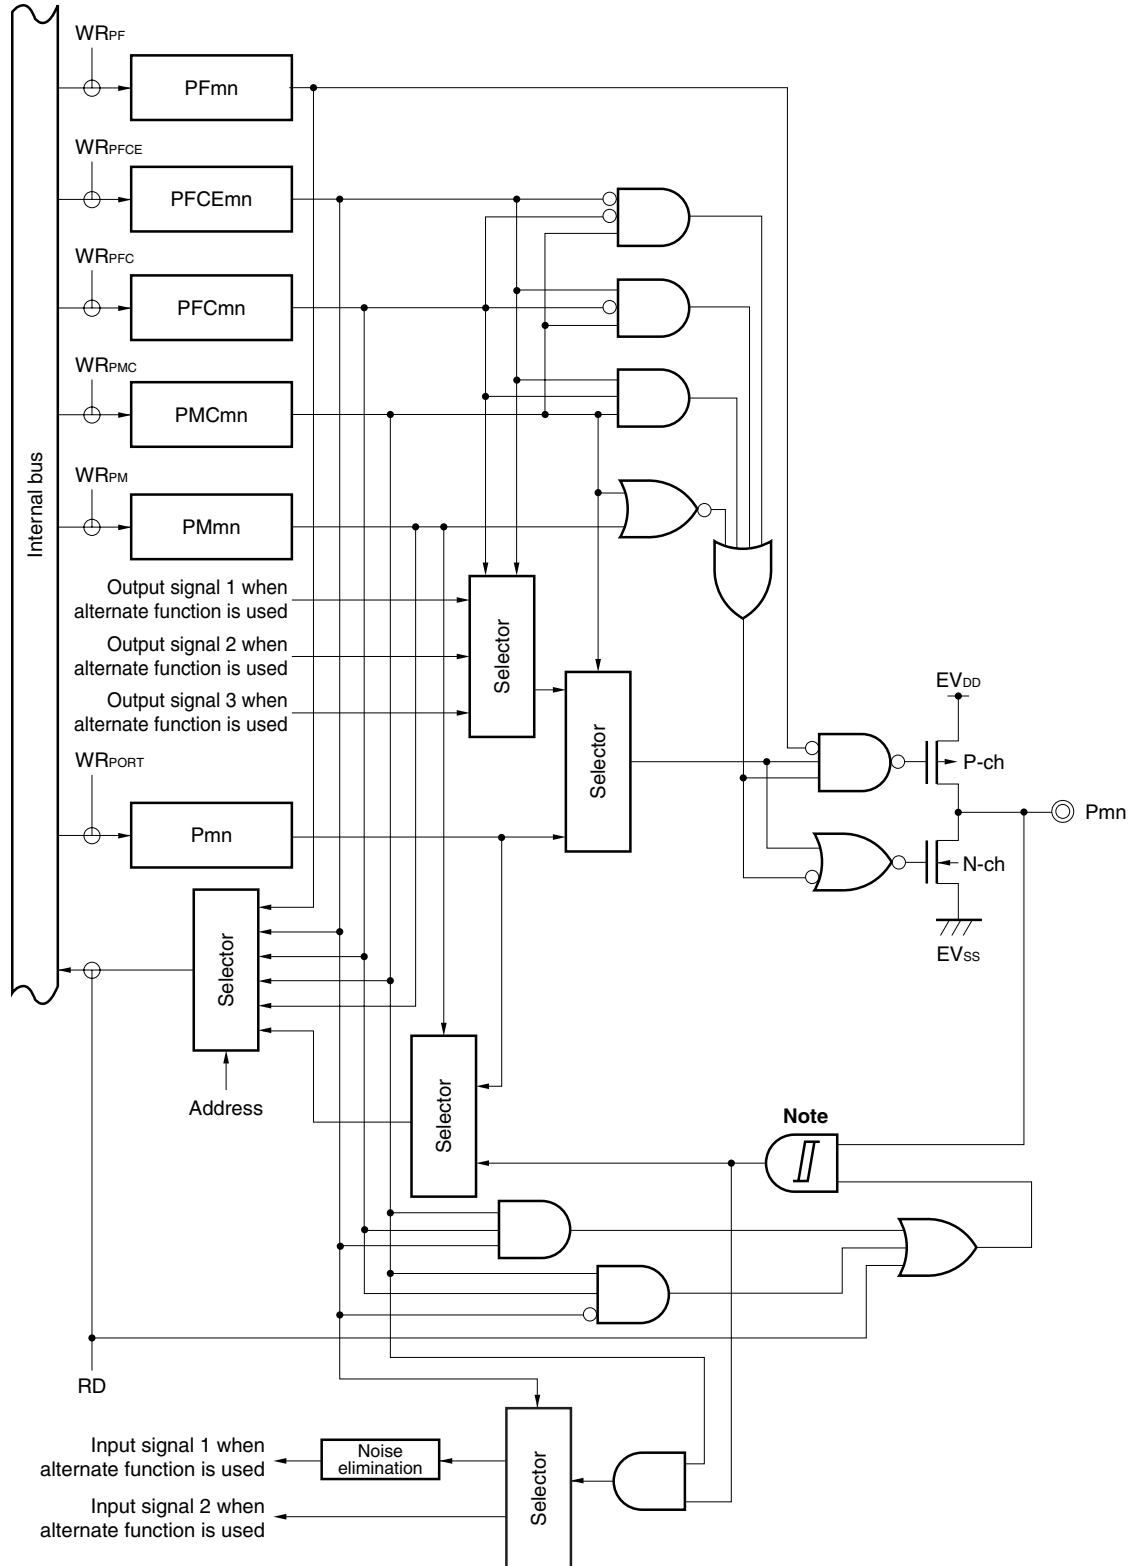 WRPF
PFmn
WRPFCE
PFCEmn
WRPFC
PFCmn
WRPMC
PMCmn
WRPM
PMmn
Internal bus
Output signal 1 when
alternate function is used
Output signal 2 when
alternate function is used
Output signal 3 when
alternate function is used
Selector
Selector
EVDD
P-ch
WRPORT
Pmn
Pmn
N-ch
EVSS
Selector
Address
Selector
Note
RD
Input signal 1 when
alternate function is used
Noise
elimination
Selector
Input signal 2 when
alternate function is used